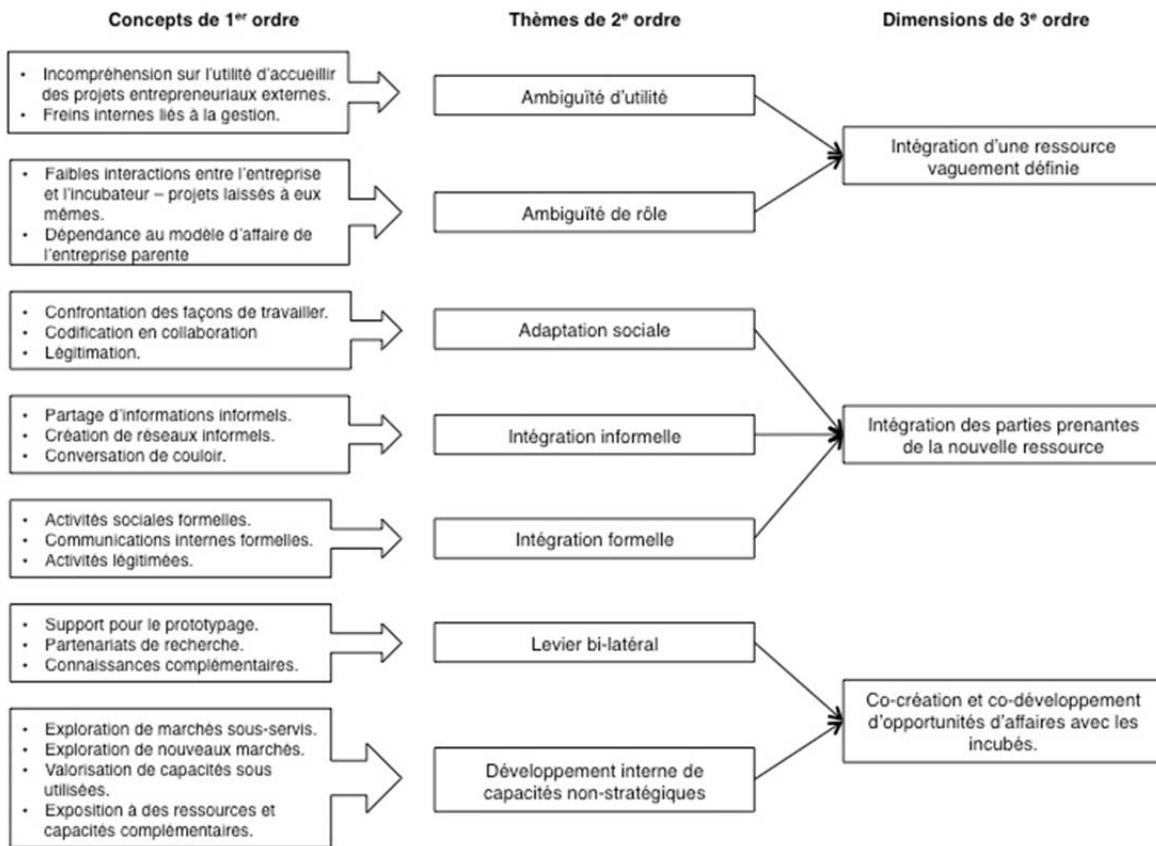 Concepts de 1er ordre
Thèmes de 2e ordre
Dimensions de 3e ordre
• Incompréhension sur l'utilité d'accueillir
des projets entrepreneuriaux externes.
• Freins internes liés à la gestion.
Ambiguïté d'utilité
Intégration d'une ressource
vaguement définie
• Faibles interactions entre l'entreprise
et l'incubateur – projets laissés à eux
mêmes.
• Dépendance au modèle d'affaire de
l'entreprise parente
Ambiguïté de rôle
• Confrontation des façons de travailler.
• Codification en collaboration
• Légitimation.
Adaptation sociale
• Partage d'informations informels.
• Création de réseaux informels.
• Conversation de couloir.
Intégration informelle
Intégration des parties prenantes
de la nouvelle ressource
• Activités sociales formelles.
• Communications internes formelles.
• Activités légitimées.
Intégration formelle
• Support pour le prototypage.
• Partenariats de recherche.
• Connaissances complémentaires.
Levier bi-latéral
Co-création et co-développement
d'opportunités d'affaires avec les
incubés.
• Exploration de marchés sous-servis.
• Exploration de nouveaux marchés.
• Valorisation de capacités sous
utilisées.
• Exposition à des ressources et
capacités complémentaires.
Développement interne de
capacités non-stratégiques